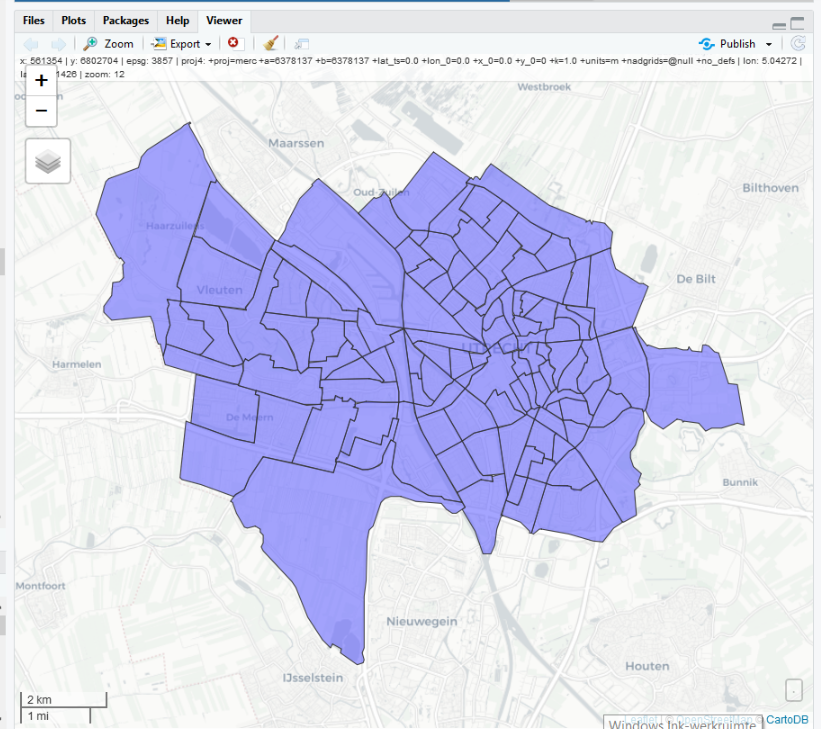 Files Plots Packages Help Viewer
Zoom Export Publish
x: 561354 | y: 6802704 | epsg: 3857 | proj4: +proj=merc +a=6378137 +b=6378137 +lat_ts=0.0 +lon_0=0.0 +x_0=0.0 +y_0=0 +k=1.0 +units=m +nadgrids=@null +no_defs | lon: 5.04272 |
1426 | zoom: 12
+
−
Westbroek
Maarssen
Oud-Zuilen
Bilthoven
Haarzuilens
De Bilt
Vleuten
UTRECHT
Harmelen
De Meern
Bunnik
Montfoort
Nieuwegein
Houten
IJsselstein
2 km
1 mi
Leaflet | © OpenStreetMap © CartoDB
Windows Ink-werkruimte